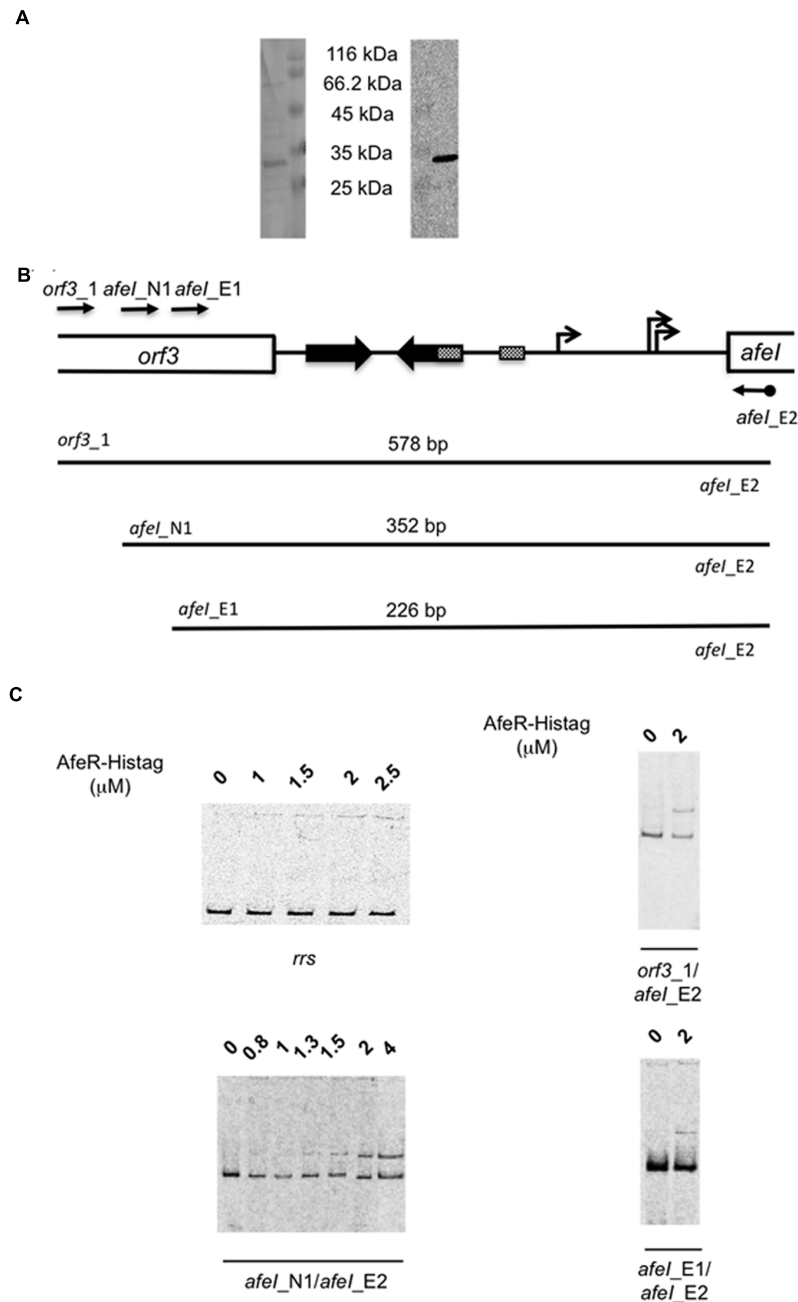 A
116 kDa
66.2 kDa
45 kDa
35 kDa
25 kDa
B
orf3_1 afeI_N1 afeI_E1
orf3
afeI
afeI_E2
orf3_1
578 bp
afeI_E2
afeI_N1
352 bp
afeI_E2
afeI_E1
226 bp
afeI_E2
C
AfeR-Histag
(μM)
0 1 1.5 2 2.5
rrs
0 0.8 1 1.3 1.5 2 4
afeI_N1/afeI_E2
AfeR-Histag
(μM)
0 2
orf3_1/
afeI_E2
0 2
afeI_E1/
afeI_E2